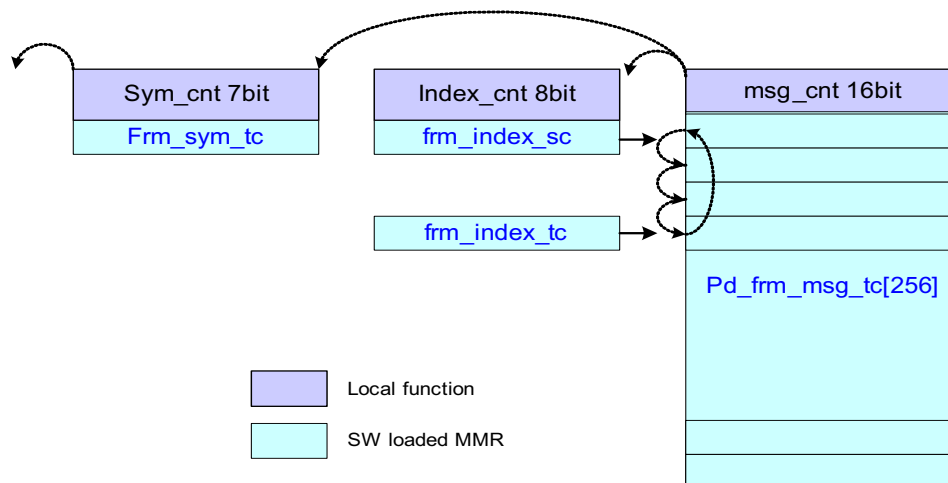 Sym_cnt 7bit
Index_cnt 8bit
msg_cnt 16bit
Frm_sym_tc
frm_index_sc
frm_index_tc
Pd_frm_msg_tc[256]
Local function
SW loaded MMR